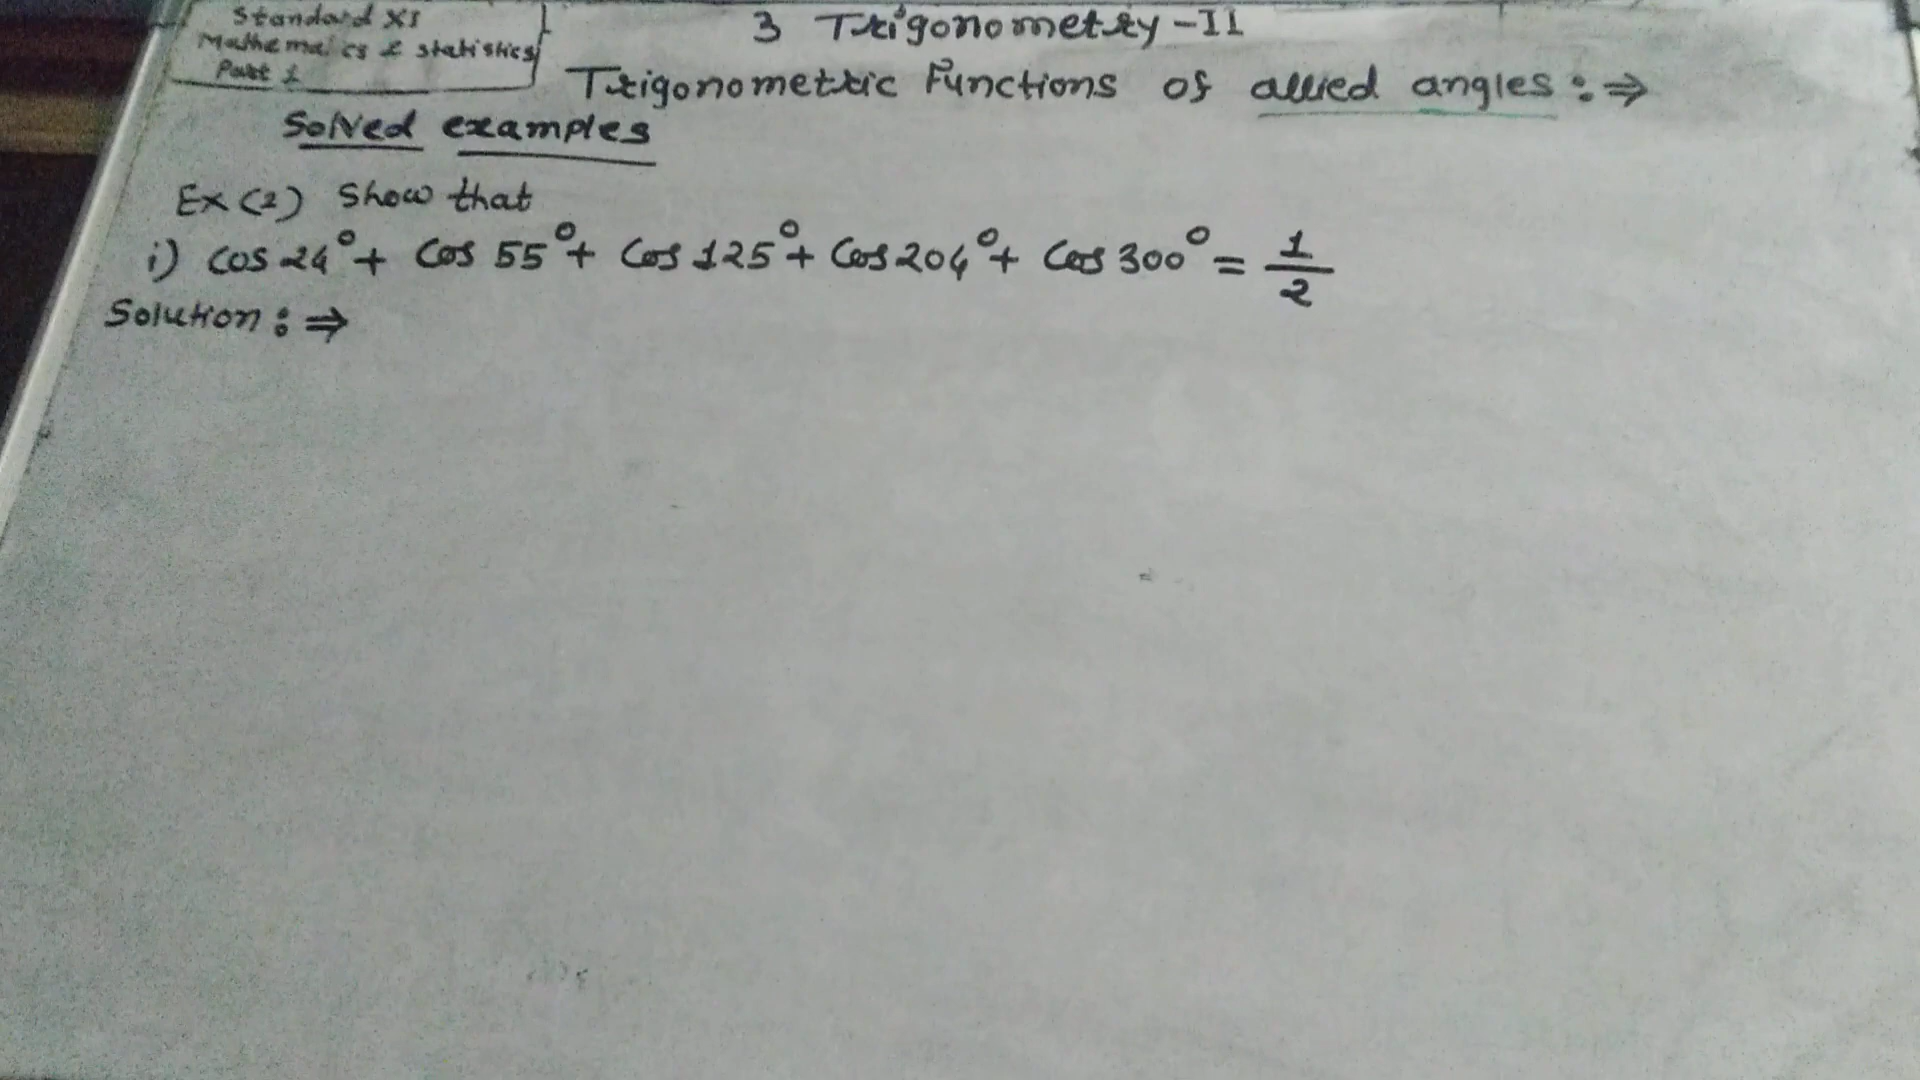 Standard XI
Mathematics & statistics
Part 1
3 Trigonometry-II
Trigonometric Functions of allied angles:⇒
Solved examples
Ex (2) Show that
i) cos 24° + cos 55° + cos 125° + cos 204° + cos 300° = 1/2
Solution:⇒